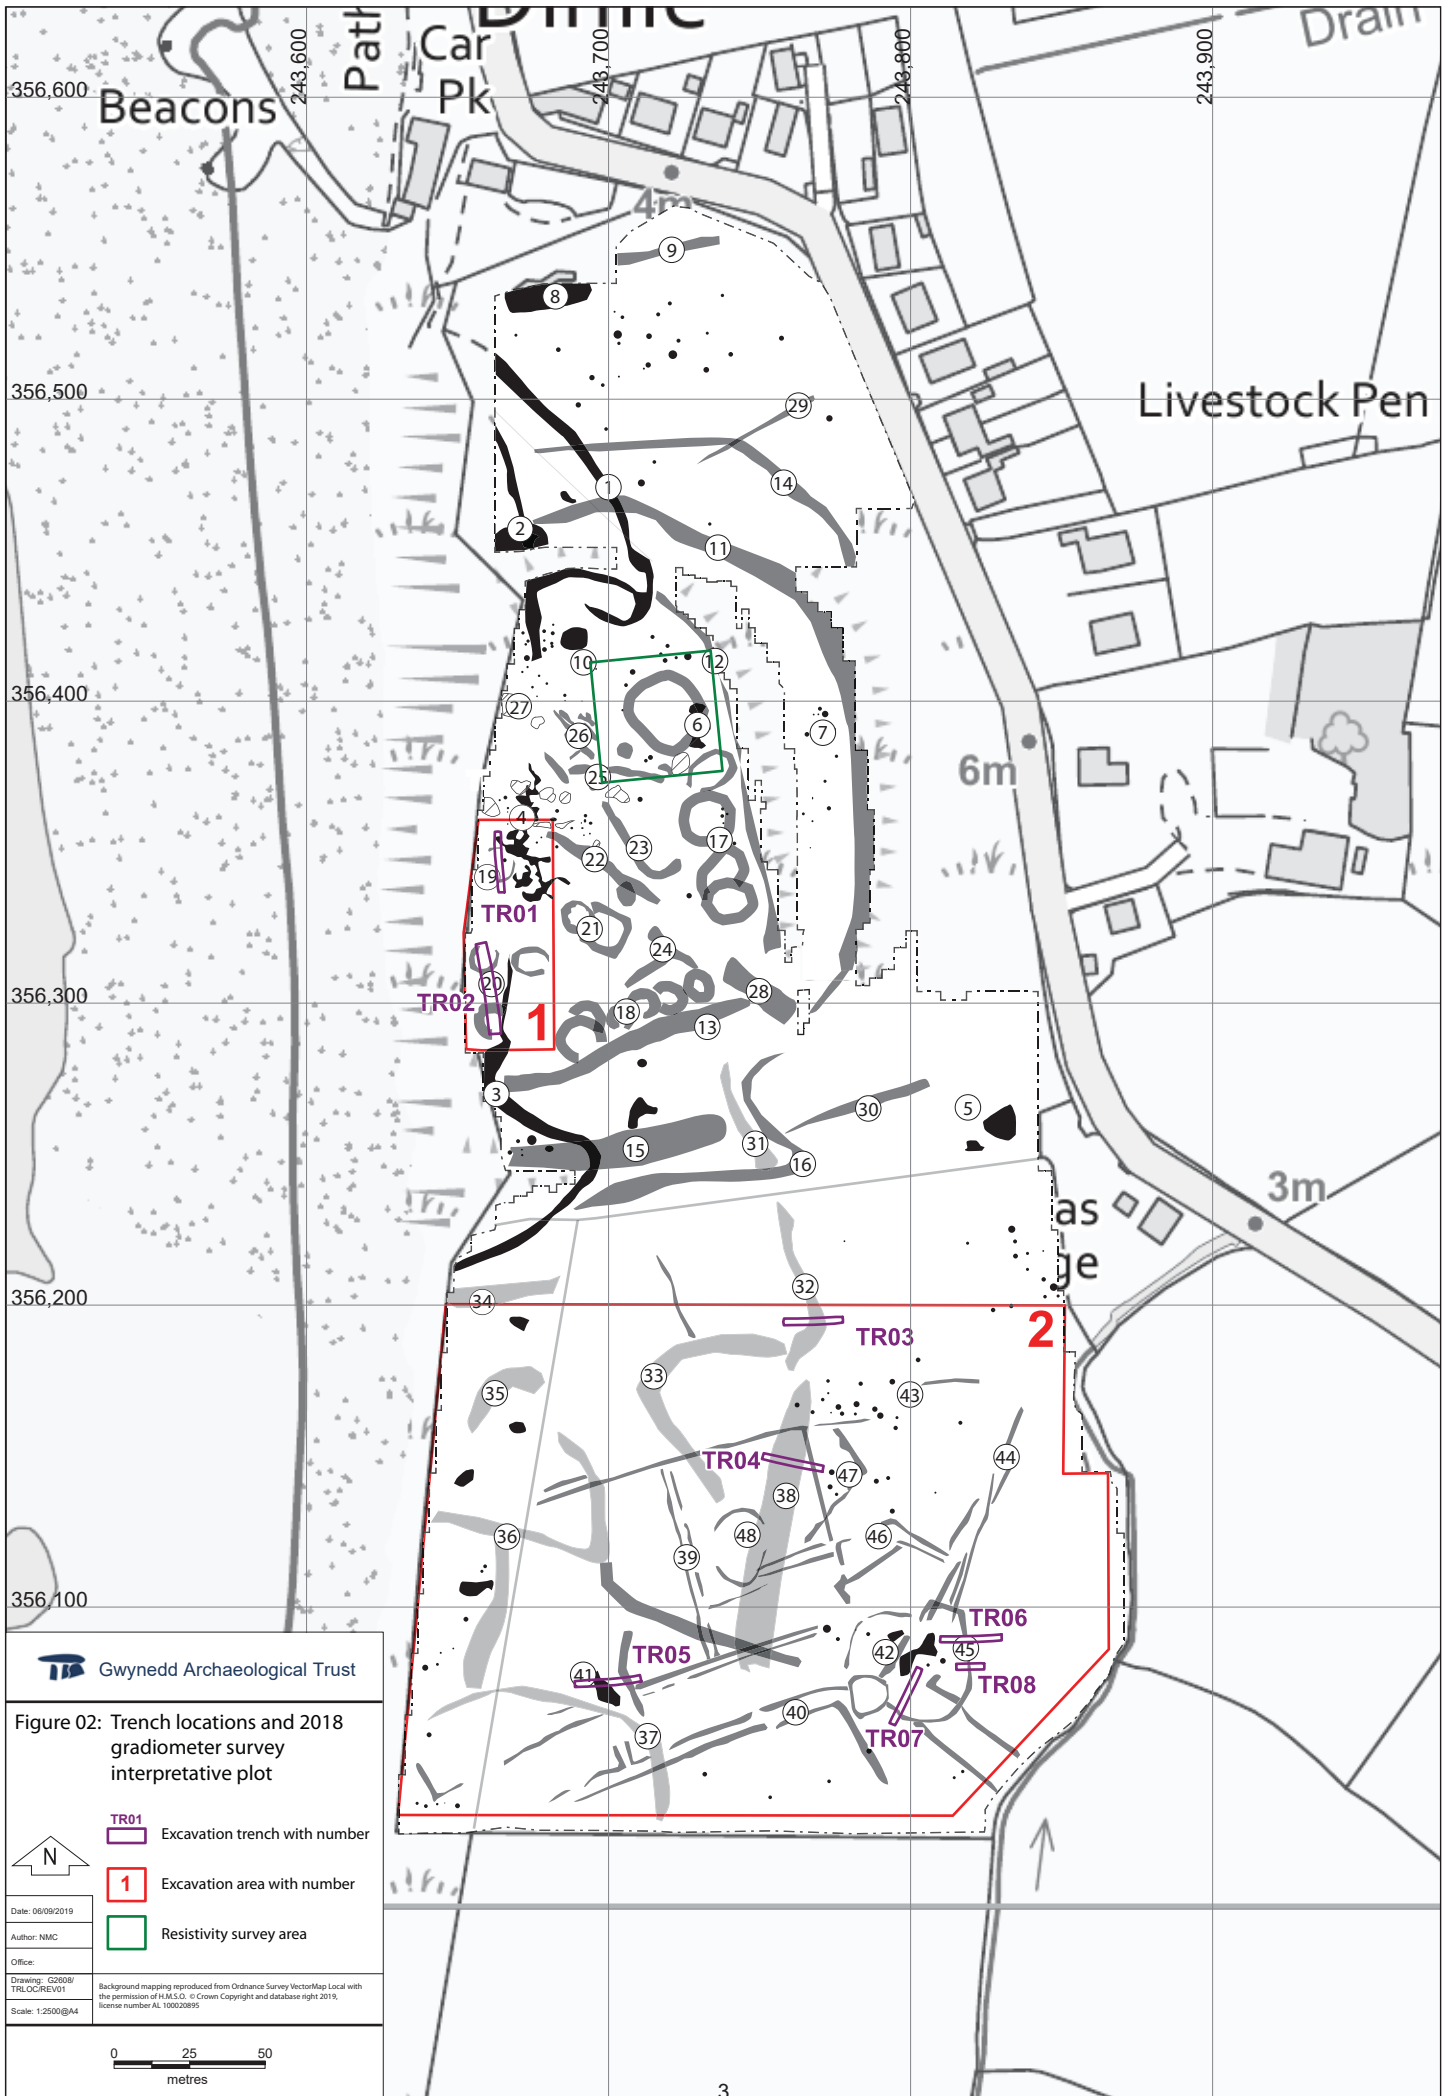 Drain
Path
Car
Pk
Beacons
243,600
243,700
243,800
243,900
356,600
4m
9
8
356,500
Livestock Pen
29
14
1
2
11
10
12
356,400
27
6
7
26
6m
25
4
17
23
22
19
TR01
21
24
20
28
TR02
356,300
1
18
13
3
30
5
15
31
16
3m
as
ge
32
34
356,200
2
TR03
33
35
43
44
TR04
47
38
36
48
46
39
356,100
TR06
42
45
TR05
41
TR08
40
37
TR07
Gwynedd Archaeological Trust
Figure 02: Trench locations and 2018
gradiometer survey
interpretative plot
TR01
Excavation trench with number
N
1
Excavation area with number
Resistivity survey area
Date: 06/09/2019
Author: NMC
Office:
Drawing: G2608/
TRLOC/REV01
Scale: 1:2500@A4
Background mapping reproduced from Ordnance Survey VectorMap Local with
the permission of H.M.S.O. © Crown Copyright and database right 2019,
license number AL 100020895
0 25 50
metres
3